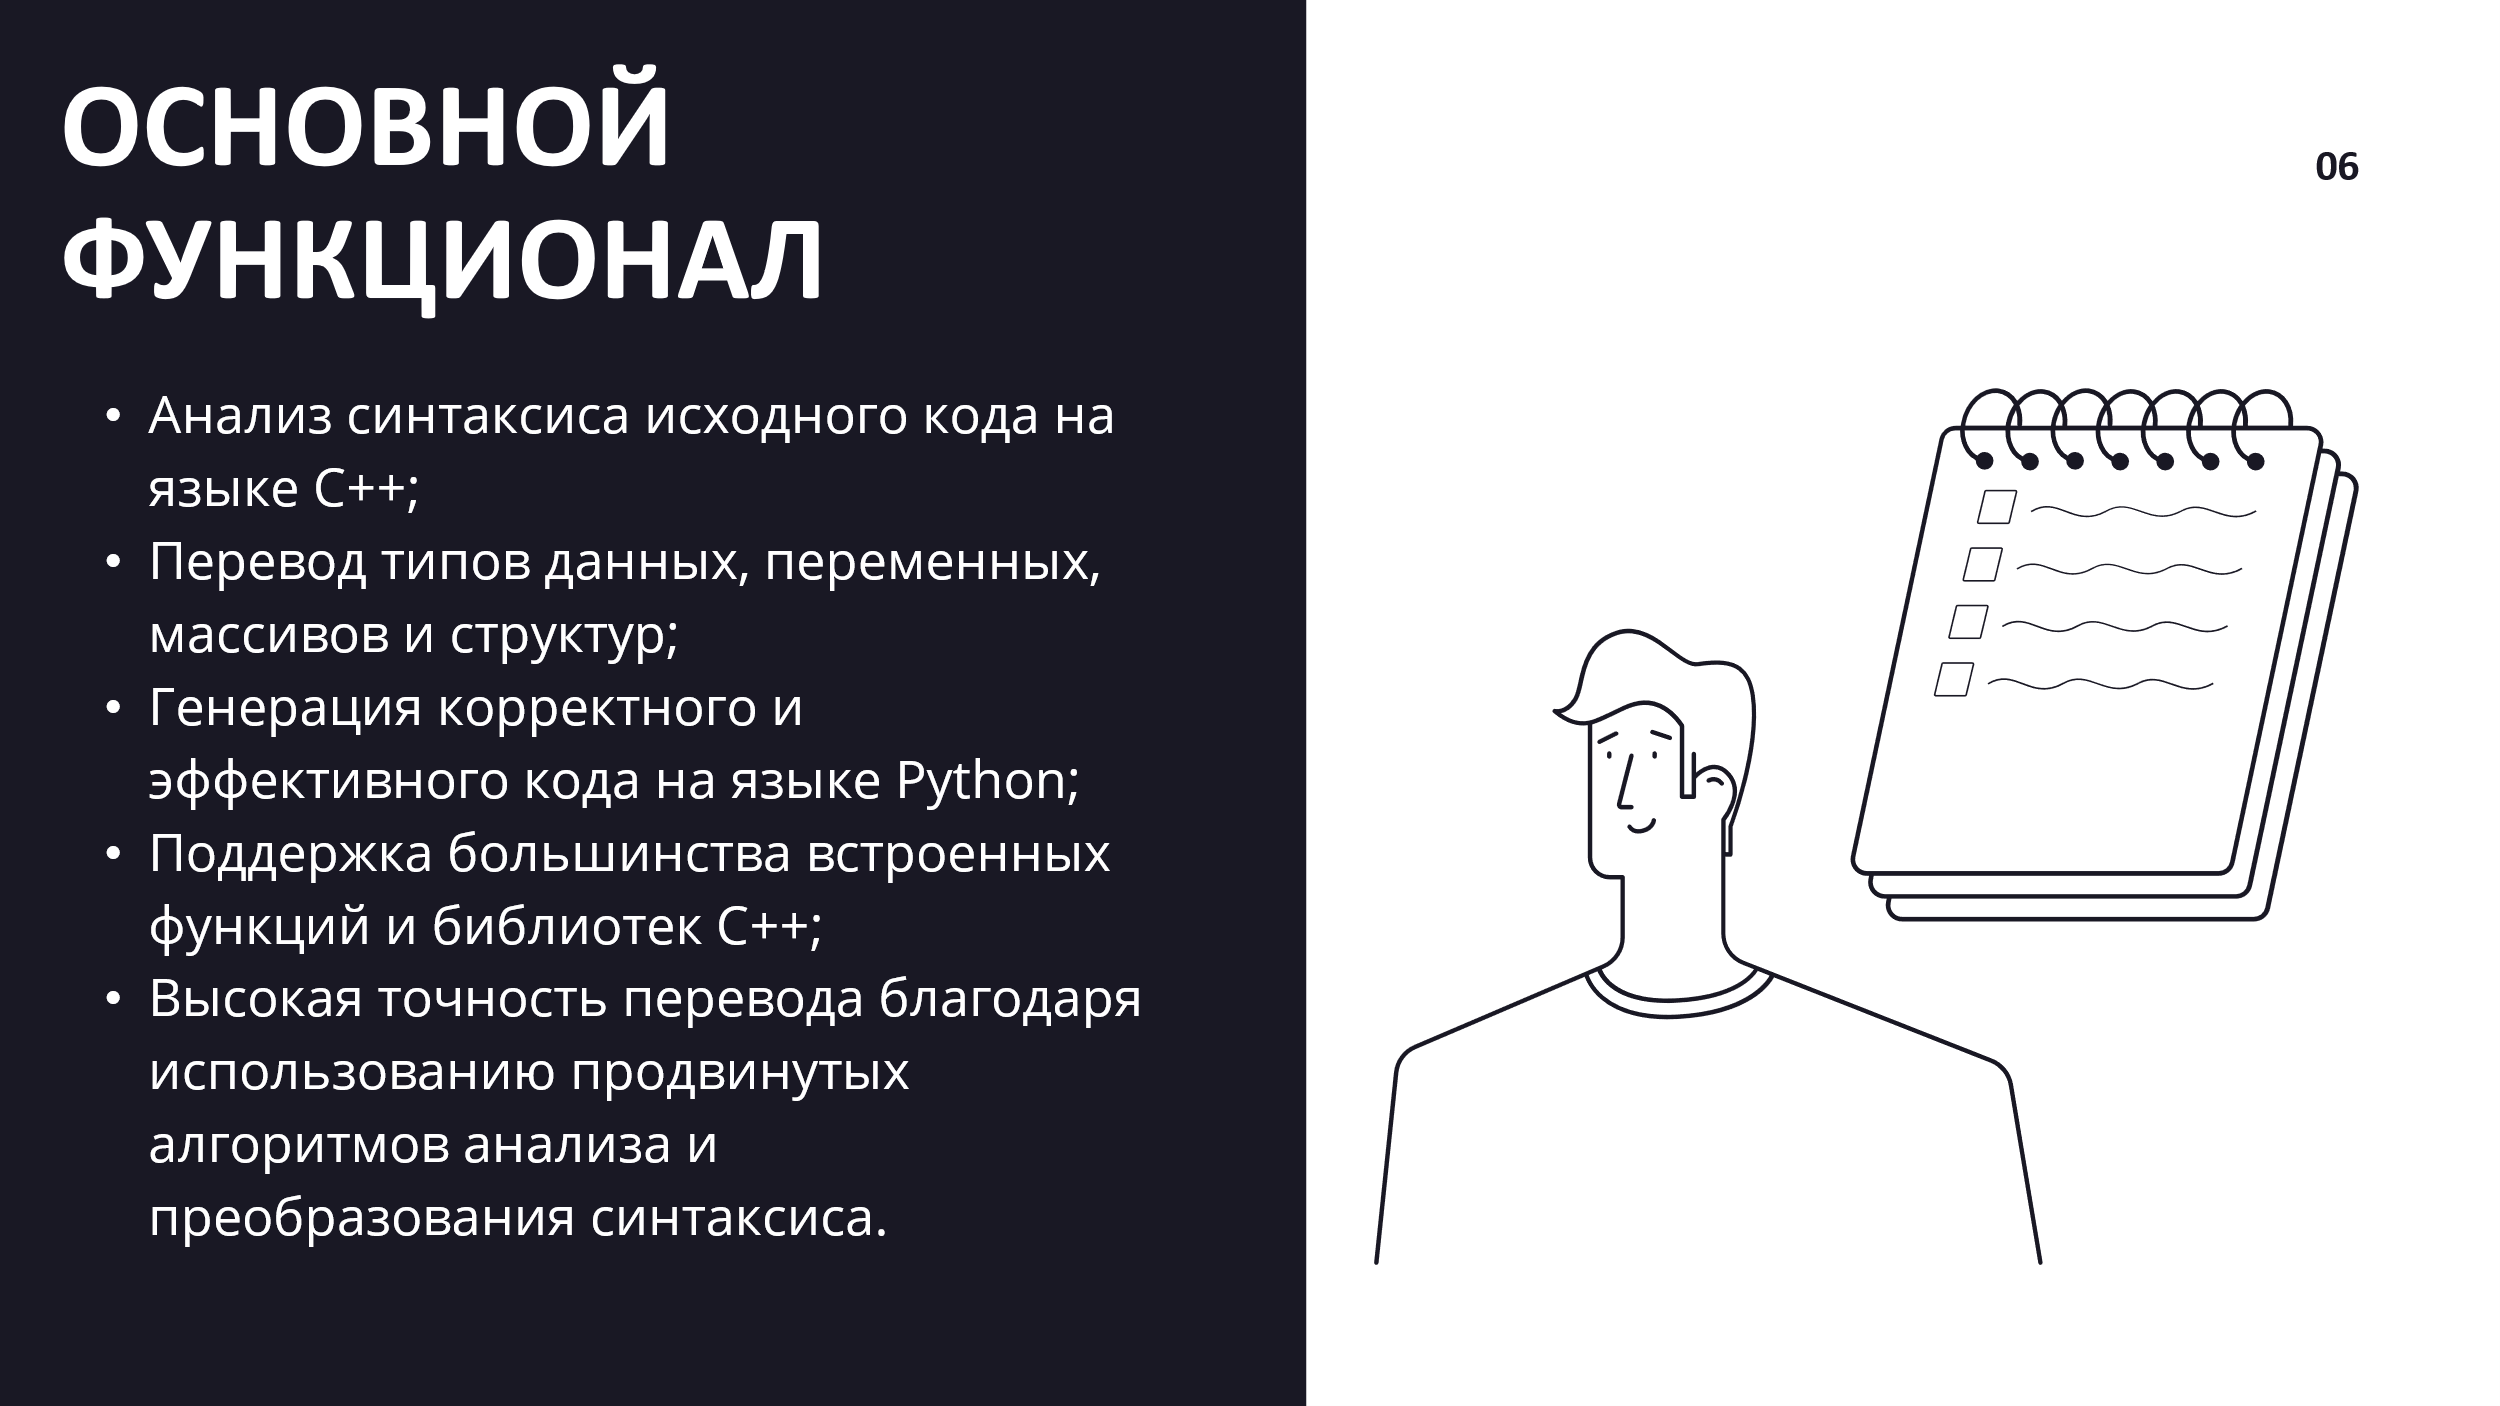 ОСНОВНОЙ
ФУНКЦИОНАЛ
06
• Анализ синтаксиса исходного кода на
языке C++;
• Перевод типов данных, переменных,
массивов и структур;
• Генерация корректного и
эффективного кода на языке Python;
• Поддержка большинства встроенных
функций и библиотек C++;
• Высокая точность перевода благодаря
использованию продвинутых
алгоритмов анализа и
преобразования синтаксиса.